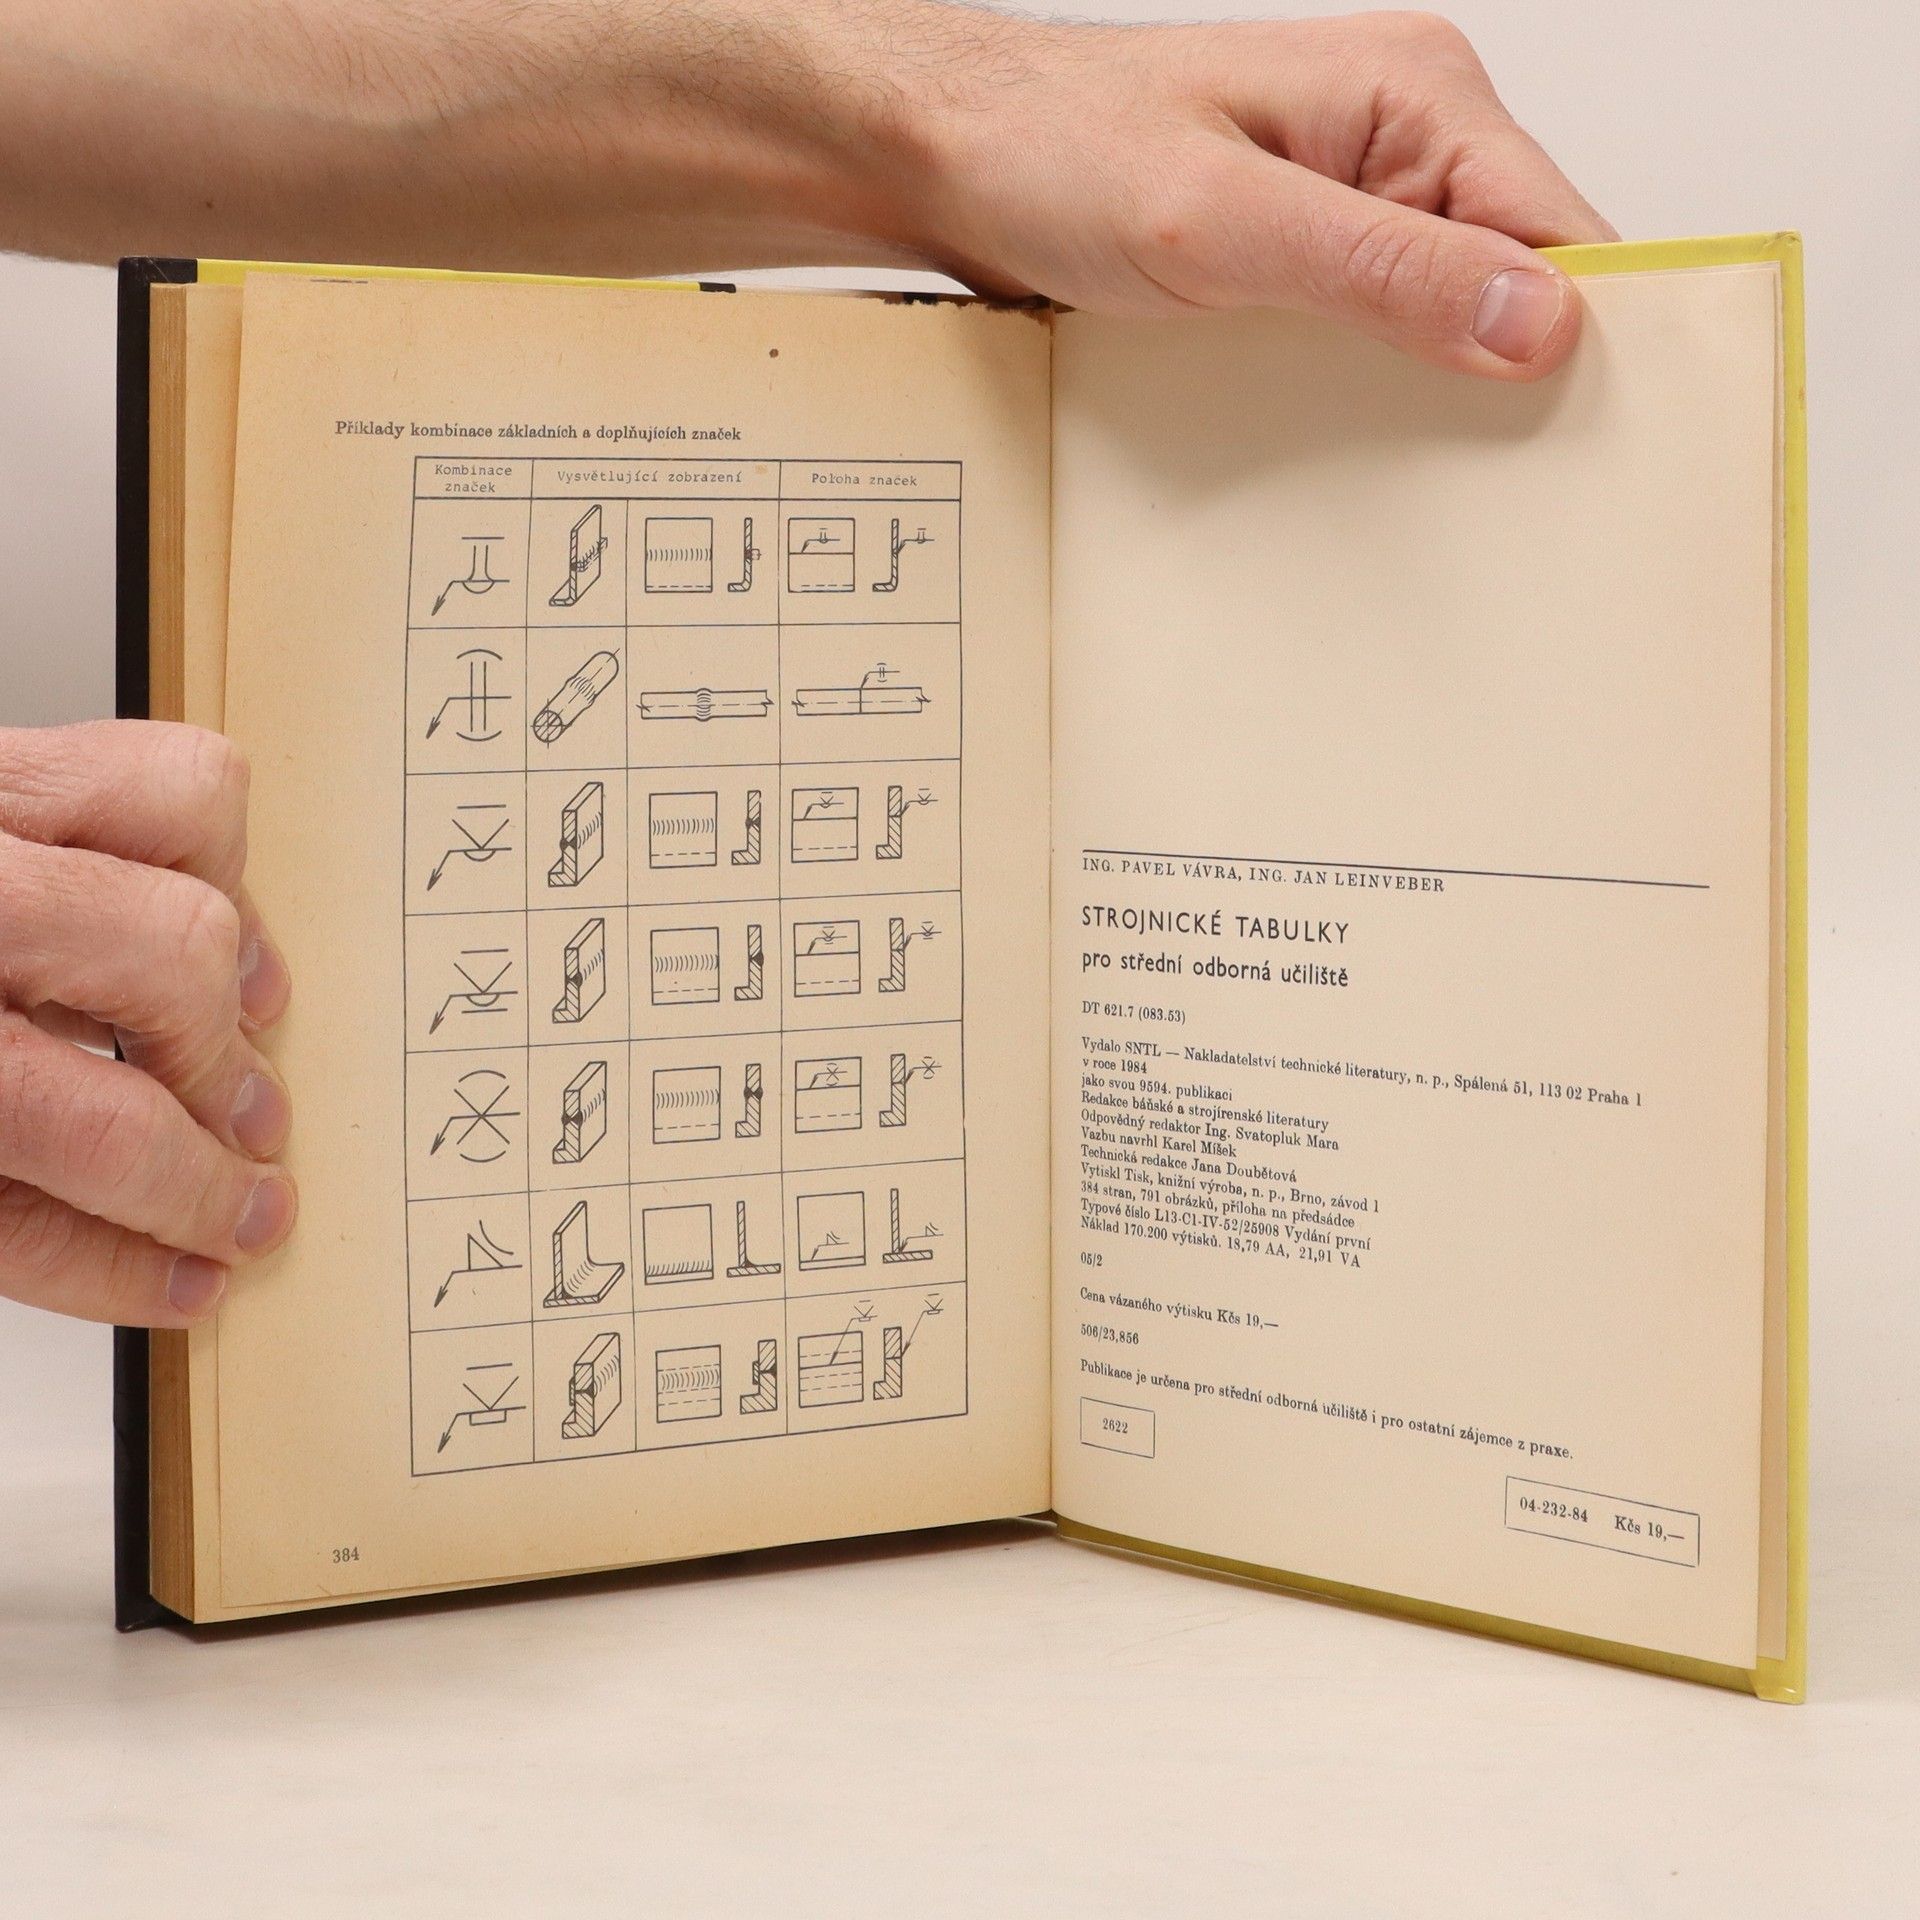 Příklady kombinace základních a doplňujících značek
Kombinace značek
Vysvětlující zobrazení
Poloha značek
384
ING. PAVEL VÁVRA, ING. JAN LEINVEBER
STROJNICKÉ TABULKY
pro střední odborná učiliště
DT 621.7 (083.53)
Vydalo SNTL — Nakladatelství technické literatury, n. p., Spálená 51, 113 02 Praha 1
v roce 1984
jako svou 9594. publikaci
Redakce báňské a strojírenské literatury
Odpovědný redaktor Ing. Svatopluk Mara
Vazbu navrhl Karel Míšek
Technická redakce Jana Doubětová
Vytiskl Tisk, knižní výroba, n. p., Brno, závod 1
384 stran, 791 obrázků, příloha na předsádce
Typové číslo L13-C1-IV-52/25908 Vydání první
Náklad 170.200 výtisků. 18,79 AA, 21,91 VA
05/2
Cena vázaného výtisku Kčs 19,—
506/23,856
Publikace je určena pro střední odborná učiliště i pro ostatní zájemce z praxe.
2622
04-232-84 Kčs 19,—